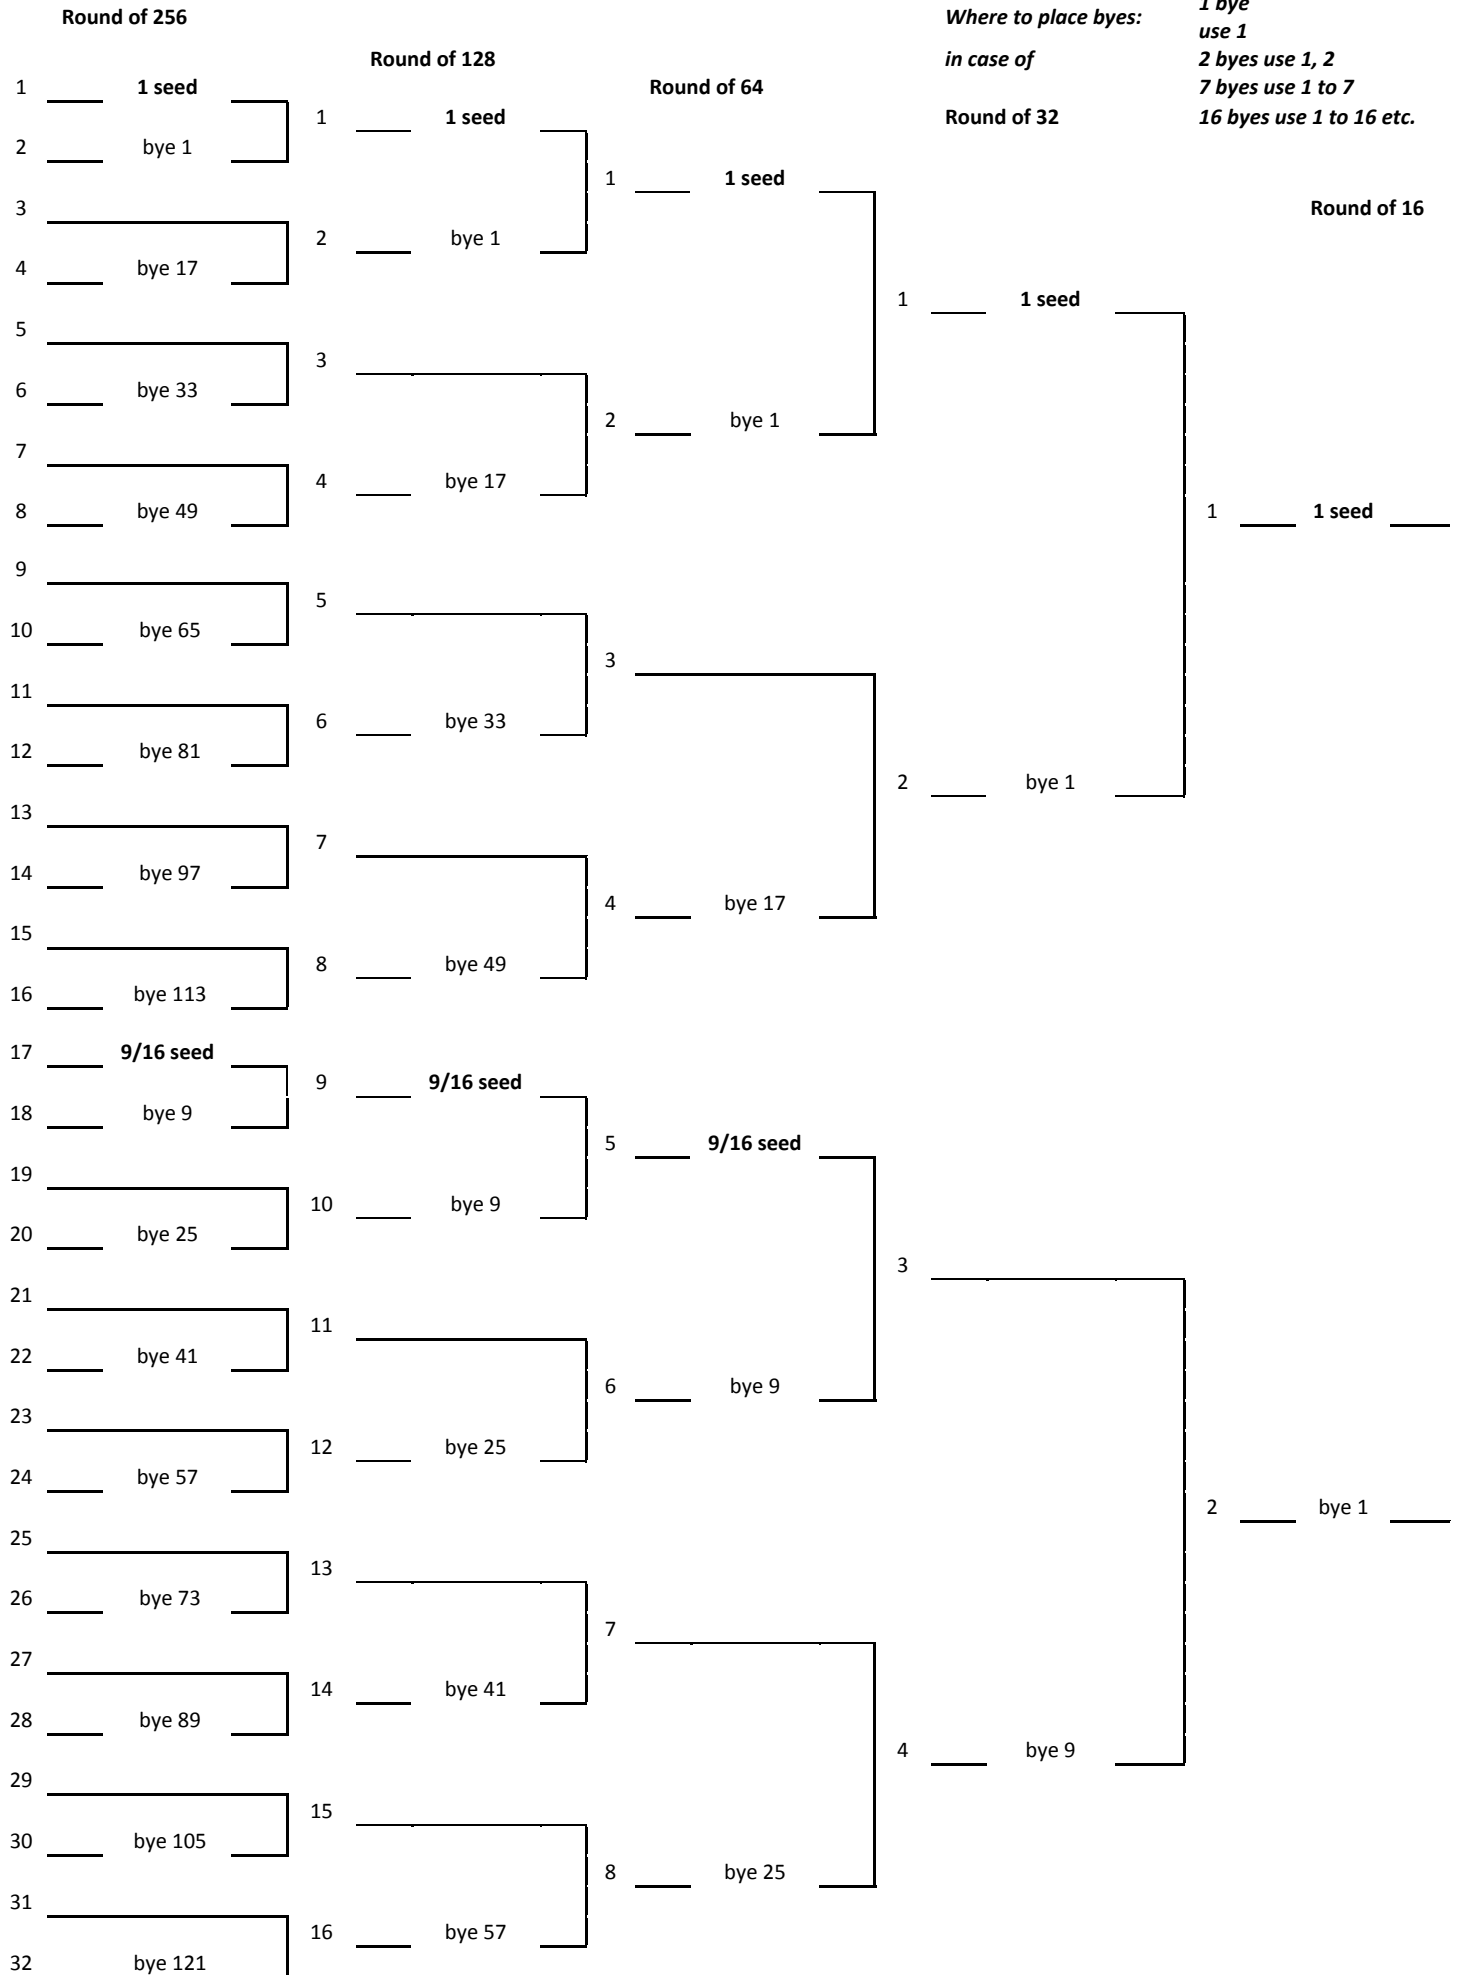 1 bye
Round of 256 Where to place byes:
use 1
Round of 128 in case of 2 byes use 1, 2
1 1 seed Round of 64 7 byes use 1 to 7
1 1 seed Round of 32 16 byes use 1 to 16 etc.
2 bye 1
1 1 seed
3 Round of 16
2 bye 1
4 bye 17
1 1 seed
5
3
6 bye 33
2 bye 1
7
4 bye 17
8 bye 49
1 1 seed
9
5
10 bye 65
3
11
6 bye 33
12 bye 81
2 bye 1
13
7
14 bye 97
4 bye 17
15
8 bye 49
16 bye 113
17 9/16 seed
9 9/16 seed
18 bye 9
5 9/16 seed
19
10 bye 9
20 bye 25
3
21
11
22 bye 41
6 bye 9
23
12 bye 25
24 bye 57
2 bye 1
25
13
26 bye 73
7
27
14 bye 41
28 bye 89
4 bye 9
29
15
30 bye 105
8 bye 25
31
16 bye 57
32 bye 121